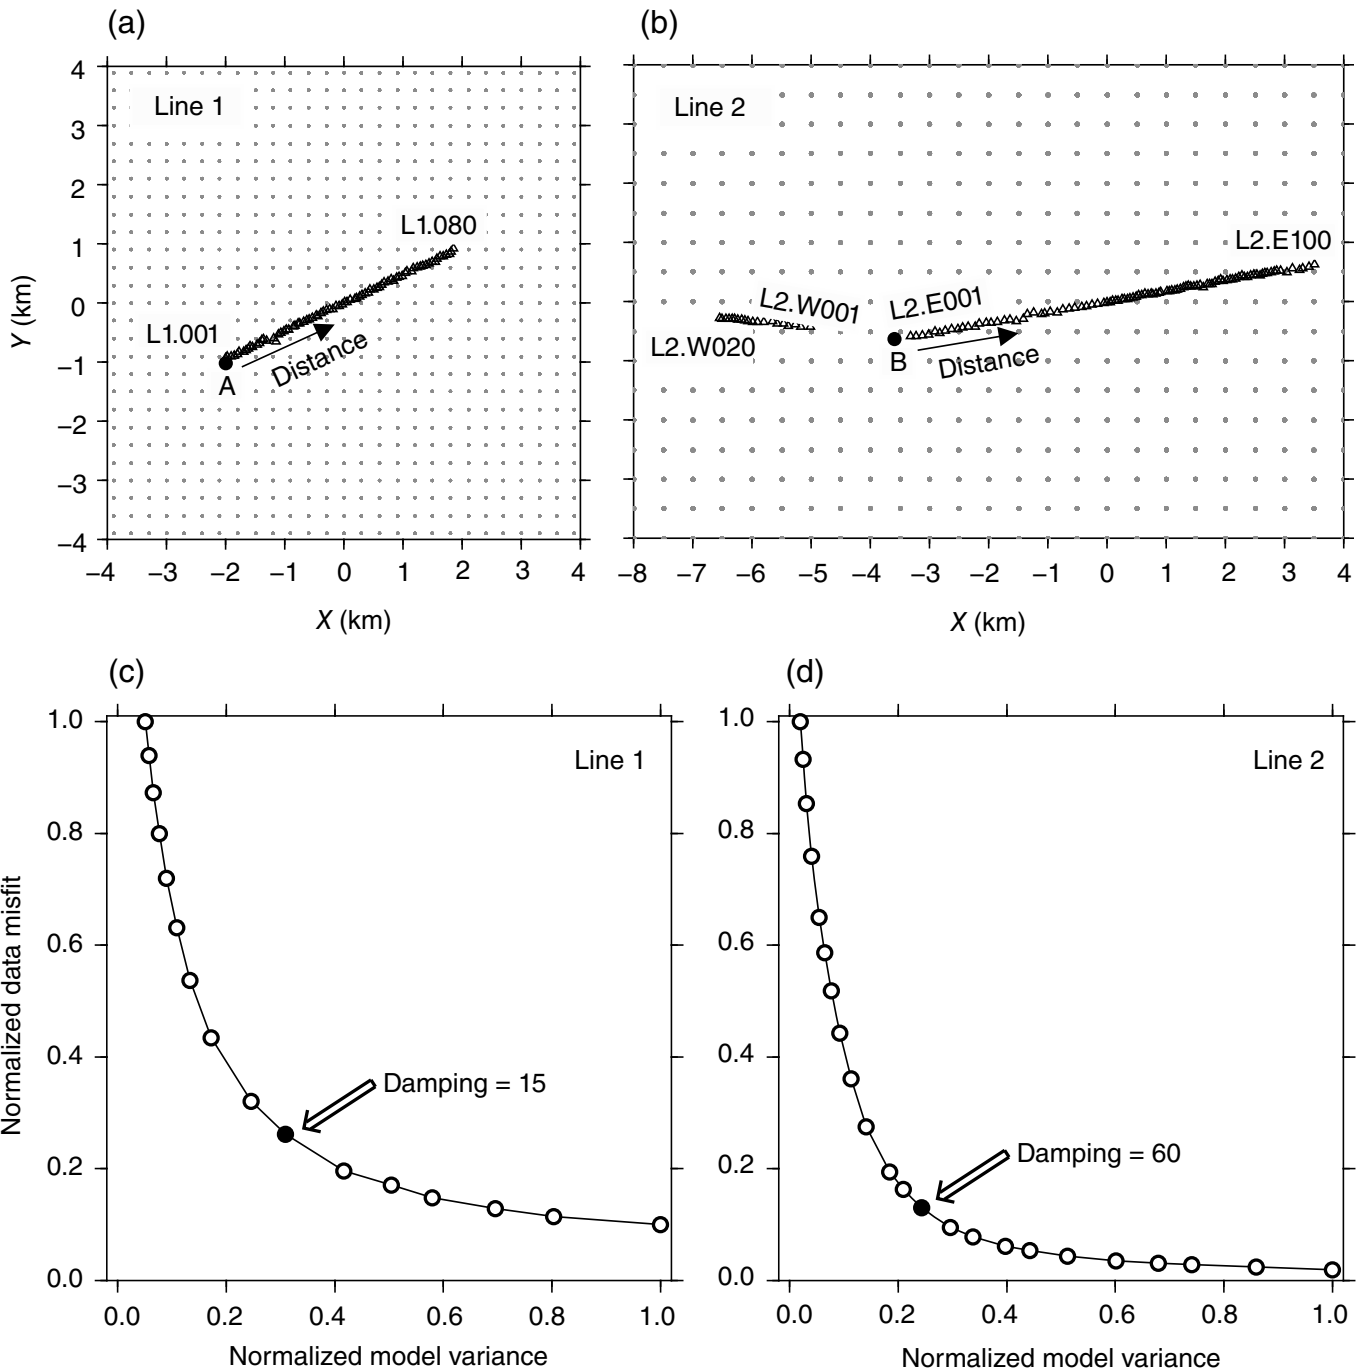 (a)
(b)
4
3
2
1
0
−1
−2
−3
−4
Y (km)
Line 1
L1.080
L1.001
A
Distance
−4 −3 −2 −1 0 1 2 3 4
X (km)
Line 2
L2.E100
L2.W001
L2.E001
L2.W020
B
Distance
−8 −7 −6 −5 −4 −3 −2 −1 0 1 2 3 4
X (km)
(c)
1.0
0.8
0.6
0.4
0.2
0.0
Normalized data misfit
Line 1
Damping = 15
0.0 0.2 0.4 0.6 0.8 1.0
Normalized model variance
(d)
1.0
0.8
0.6
0.4
0.2
0.0
Line 2
Damping = 60
0.0 0.2 0.4 0.6 0.8 1.0
Normalized model variance